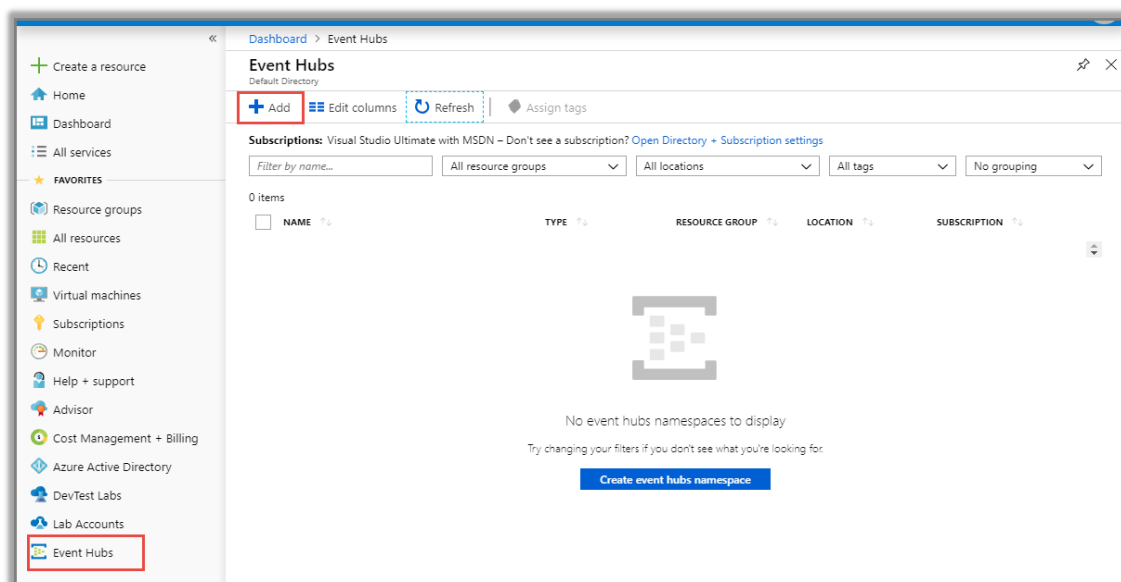 «
Create a resource
Home
Dashboard
All services
FAVORITES
Resource groups
All resources
Recent
Virtual machines
Subscriptions
Monitor
Help + support
Advisor
Cost Management + Billing
Azure Active Directory
DevTest Labs
Lab Accounts
Event Hubs
Dashboard > Event Hubs
Event Hubs
Default Directory
Add Edit columns Refresh Assign tags
Subscriptions: Visual Studio Ultimate with MSDN – Don't see a subscription? Open Directory + Subscription settings
Filter by name... All resource groups All locations All tags No grouping
0 items
NAME TYPE RESOURCE GROUP LOCATION SUBSCRIPTION
No event hubs namespaces to display
Try changing your filters if you don't see what you're looking for.
Create event hubs namespace